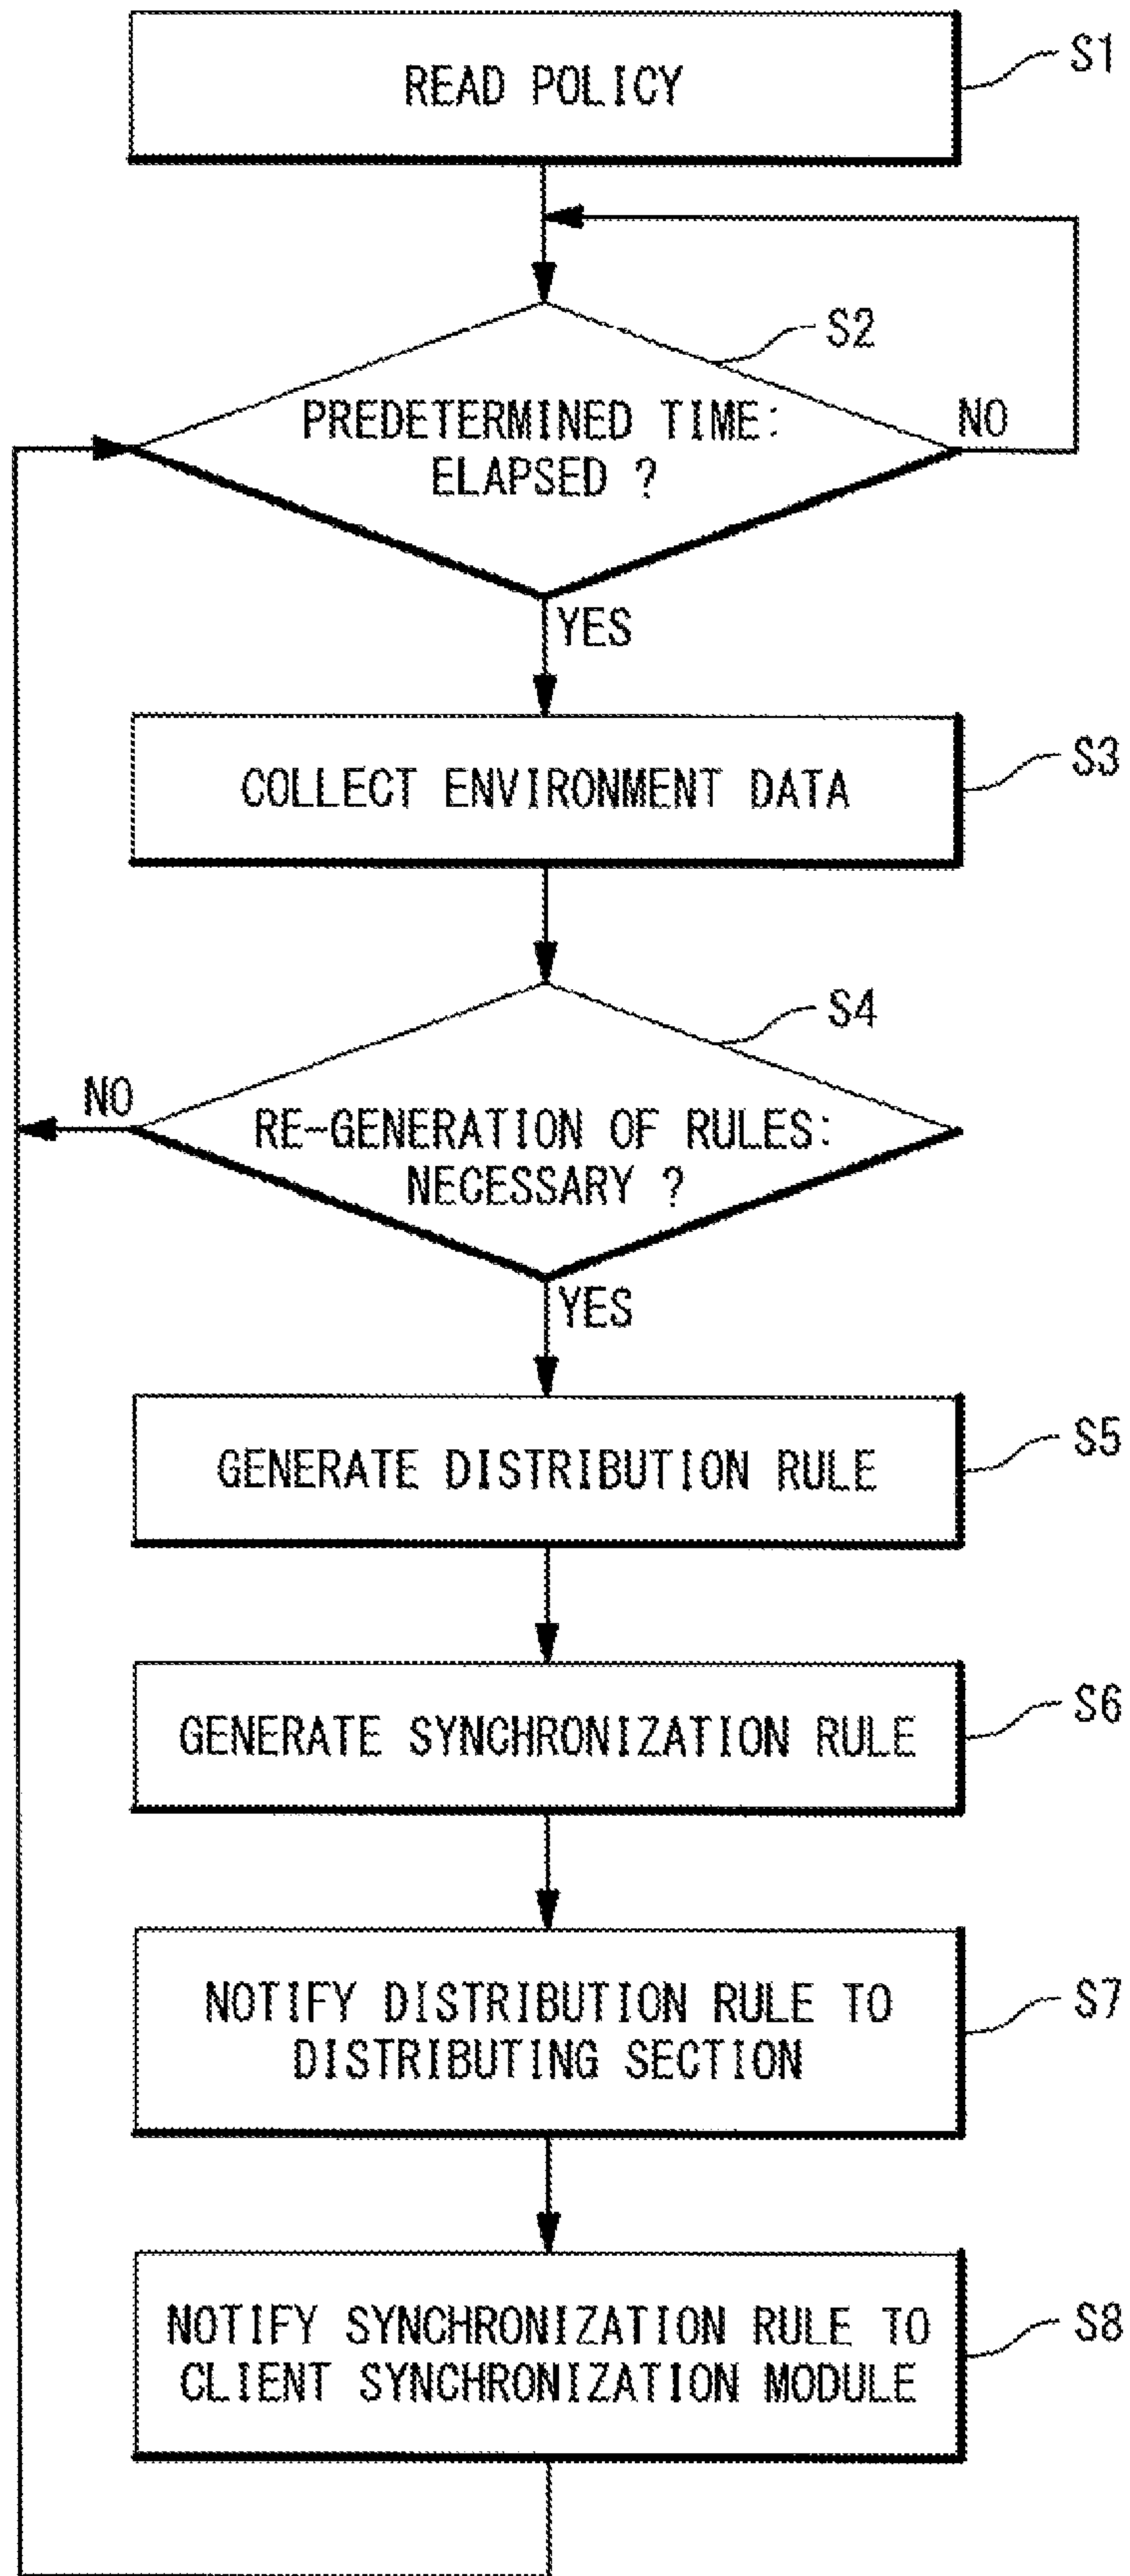 READ POLICY
S1
S2
PREDETERMINED TIME:
ELAPSED ?
NO
YES
COLLECT ENVIRONMENT DATA
S3
S4
NO
RE-GENERATION OF RULES:
NECESSARY ?
YES
GENERATE DISTRIBUTION RULE
S5
GENERATE SYNCHRONIZATION RULE
S6
NOTIFY DISTRIBUTION RULE TO
DISTRIBUTING SECTION
S7
NOTIFY SYNCHRONIZATION RULE TO
CLIENT SYNCHRONIZATION MODULE
S8